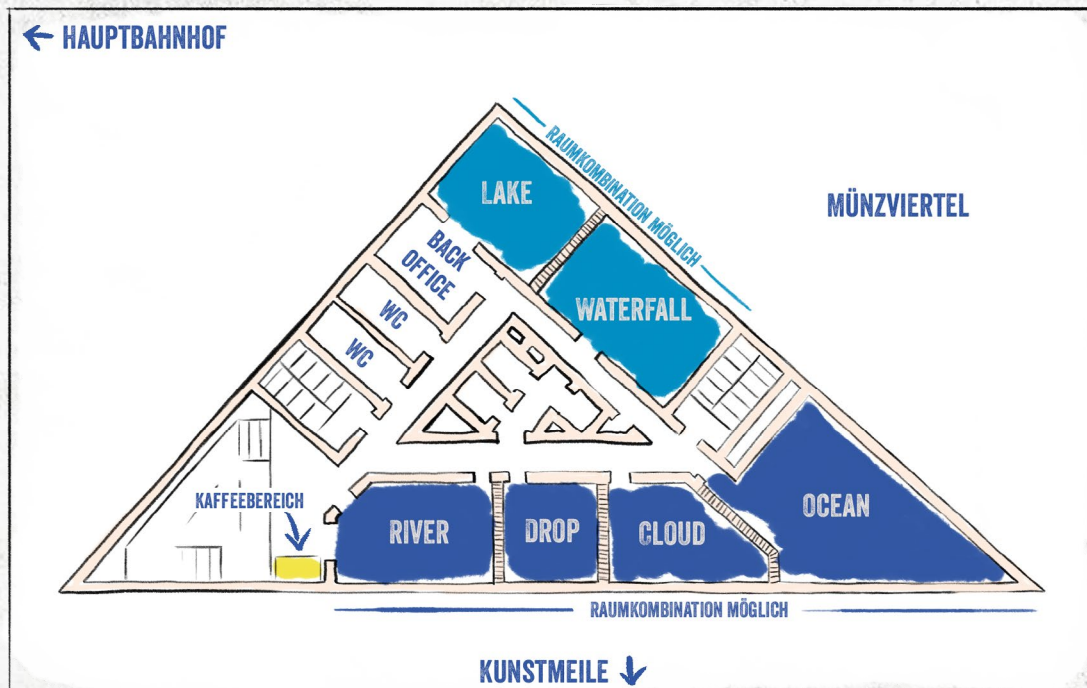 ← HAUPTBAHNHOF
RAUMKOMBINATION MÖGLICH
LAKE
MÜNZVIERTEL
BACK
OFFICE
WATERFALL
WC
WC
KAFFEEBEREICH
RIVER
DROP
CLOUD
OCEAN
RAUMKOMBINATION MÖGLICH
KUNSTMEILE ↓